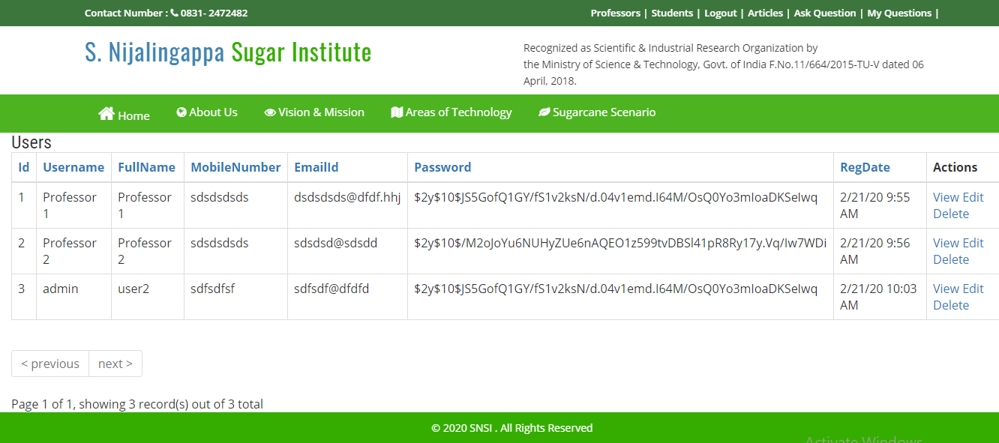 Contact Number : 0831- 2472482
Professors | Students | Logout | Articles | Ask Question | My Questions |
S. Nijalingappa Sugar Institute
Recognized as Scientific & Industrial Research Organization by
the Ministry of Science & Technology, Govt. of India F.No.11/664/2015-TU-V dated 06
April, 2018.
Home About Us Vision & Mission Areas of Technology Sugarcane Scenario
Users
Id Username FullName MobileNumber EmailId Password RegDate Actions
1 Professor Professor sdsdsdsds dsdsdsds@dfdf.hhj $2y$10$JS5GofQ1GY/fS1v2ksN/d.04v1emd.I64M/OsQ0Yo3mIoaDKSeIwq 2/21/20 9:55 View Edit
1 1 AM Delete
2 Professor Professor sdsdsdsds sdsdsd@sdsdd $2y$10$/M2oJoYu6NUHyZUe6nAQEO1z599tvDBSl41pR8Ry17y.Vq/Iw7WDi 2/21/20 9:56 View Edit
2 2 AM Delete
3 admin user2 sdfsdfsf sdfsdf@dfdfd $2y$10$JS5GofQ1GY/fS1v2ksN/d.04v1emd.I64M/OsQ0Yo3mIoaDKSeIwq 2/21/20 10:03 View Edit
AM Delete
< previous next >
Page 1 of 1, showing 3 record(s) out of 3 total
© 2020 SNSI . All Rights Reserved
Activate Windows